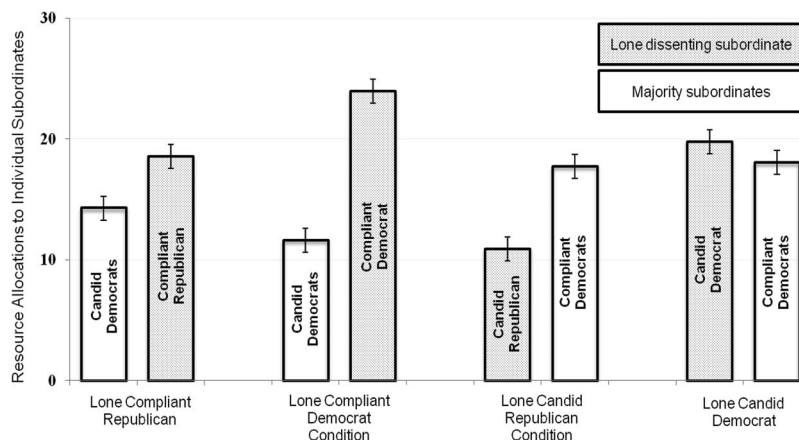 30
Lone dissenting subordinate
Majority subordinates
20
10
0
Resource Allocations to Individual Subordinates
Candid
Democrats
Compliant
Republican
Candid
Democrats
Compliant
Democrat
Candid
Republican
Compliant
Democrats
Candid
Democrat
Compliant
Democrats
Lone Compliant
Republican
Lone Compliant
Democrat
Condition
Lone Candid
Republican
Condition
Lone Candid
Democrat